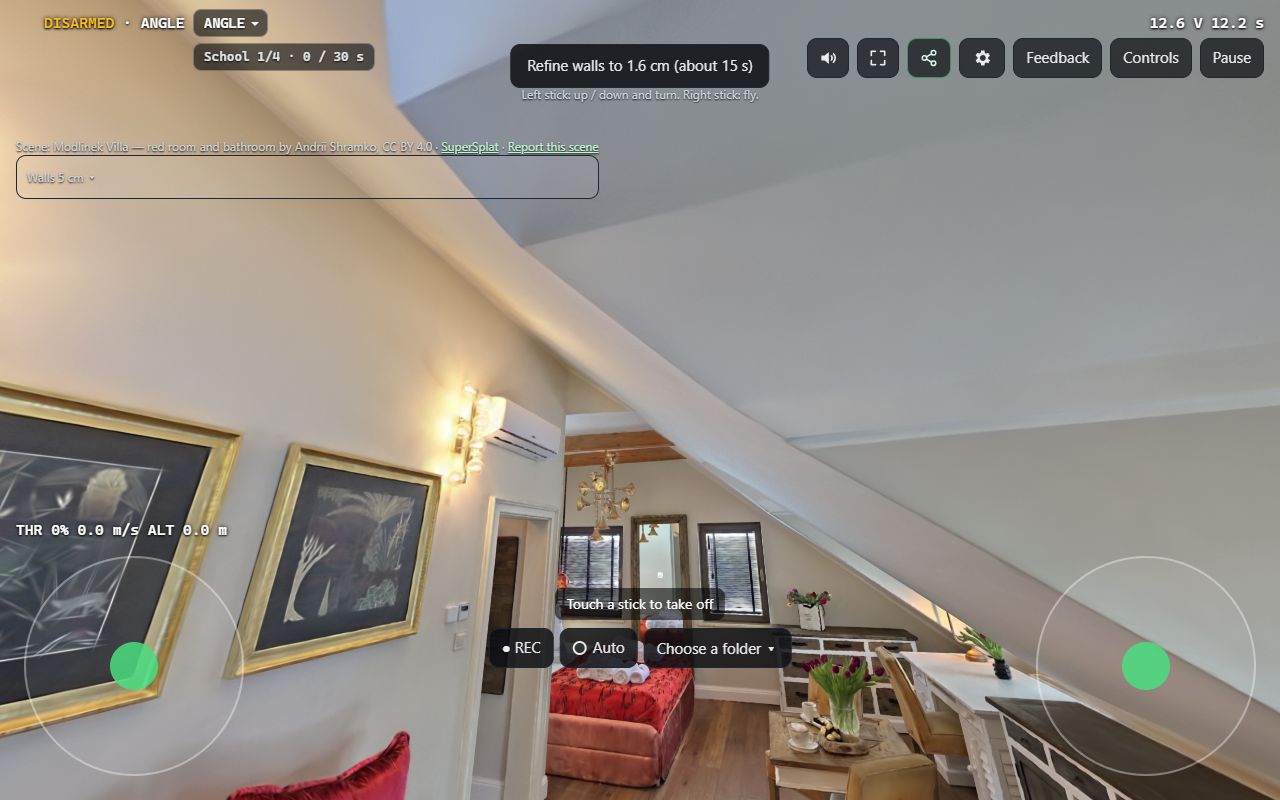 DISARMED · ANGLE ANGLE
School 1/4 · 0 / 30 s
Refine walls to 1.6 cm (about 15 s)
Left stick: up / down and turn. Right stick: fly.
12.6 V 12.2 s
Feedback
Controls
Pause
Scene: Modlinek Villa — red room and bathroom by Andrii Shramko, CC BY 4.0 · SuperSplat · Report this scene
Walls 5 cm
THR 0% 0.0 m/s ALT 0.0 m
Touch a stick to take off
REC
Auto
Choose a folder